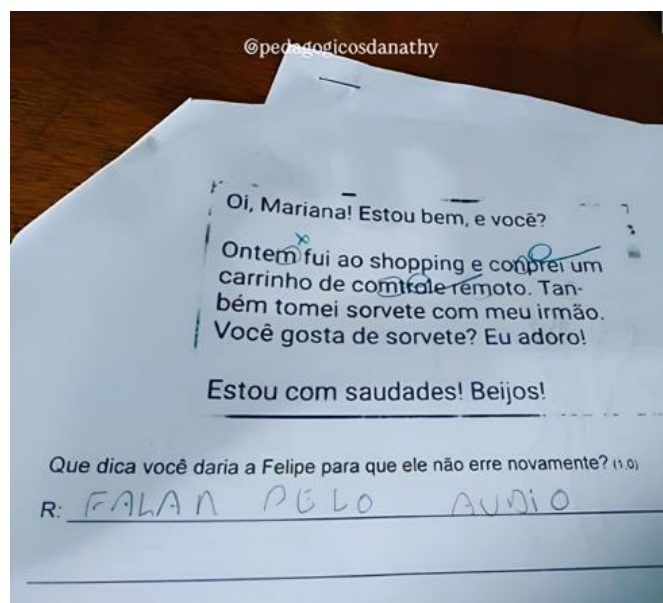 @pedagogicosdanathy
Oi, Mariana! Estou bem, e você?
Ontem fui ao shopping e conprei um
carrinho de comtrole remoto. Tan-
bém tomei sorvete com meu irmão.
Você gosta de sorvete? Eu adoro!
Estou com saudades! Beijos!
Que dica você daria a Felipe para que ele não erre novamente? (1,0)
R: FALAR PELO AUDIO